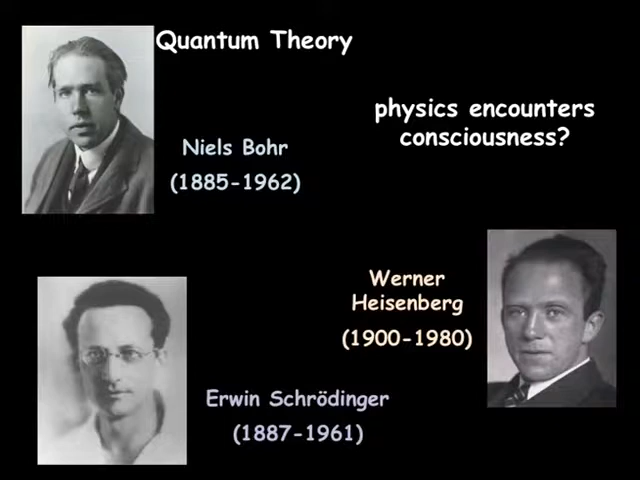 Quantum Theory
physics encounters
consciousness?
Niels Bohr
(1885-1962)
Werner
Heisenberg
(1900-1980)
Erwin Schrödinger
(1887-1961)